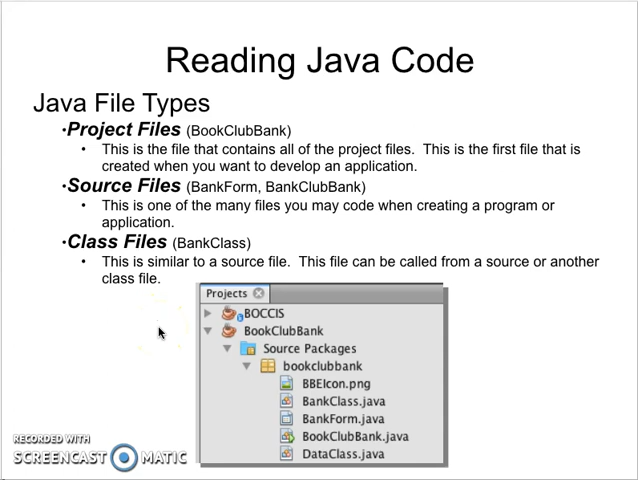 Reading Java Code
Java File Types
•Project Files (BookClubBank)
• This is the file that contains all of the project files.  This is the first file that is
created when you want to develop an application.
•Source Files (BankForm, BankClubBank)
• This is one of the many files you may code when creating a program or
application.
•Class Files (BankClass)
• This is similar to a source file.  This file can be called from a source or another
class file.
Projects
BOCCIS
BookClubBank
Source Packages
bookclubbank
BBEIcon.png
BankClass.java
BankForm.java
BookClubBank.java
DataClass.java
RECORDED WITH
SCREENCAST MATIC